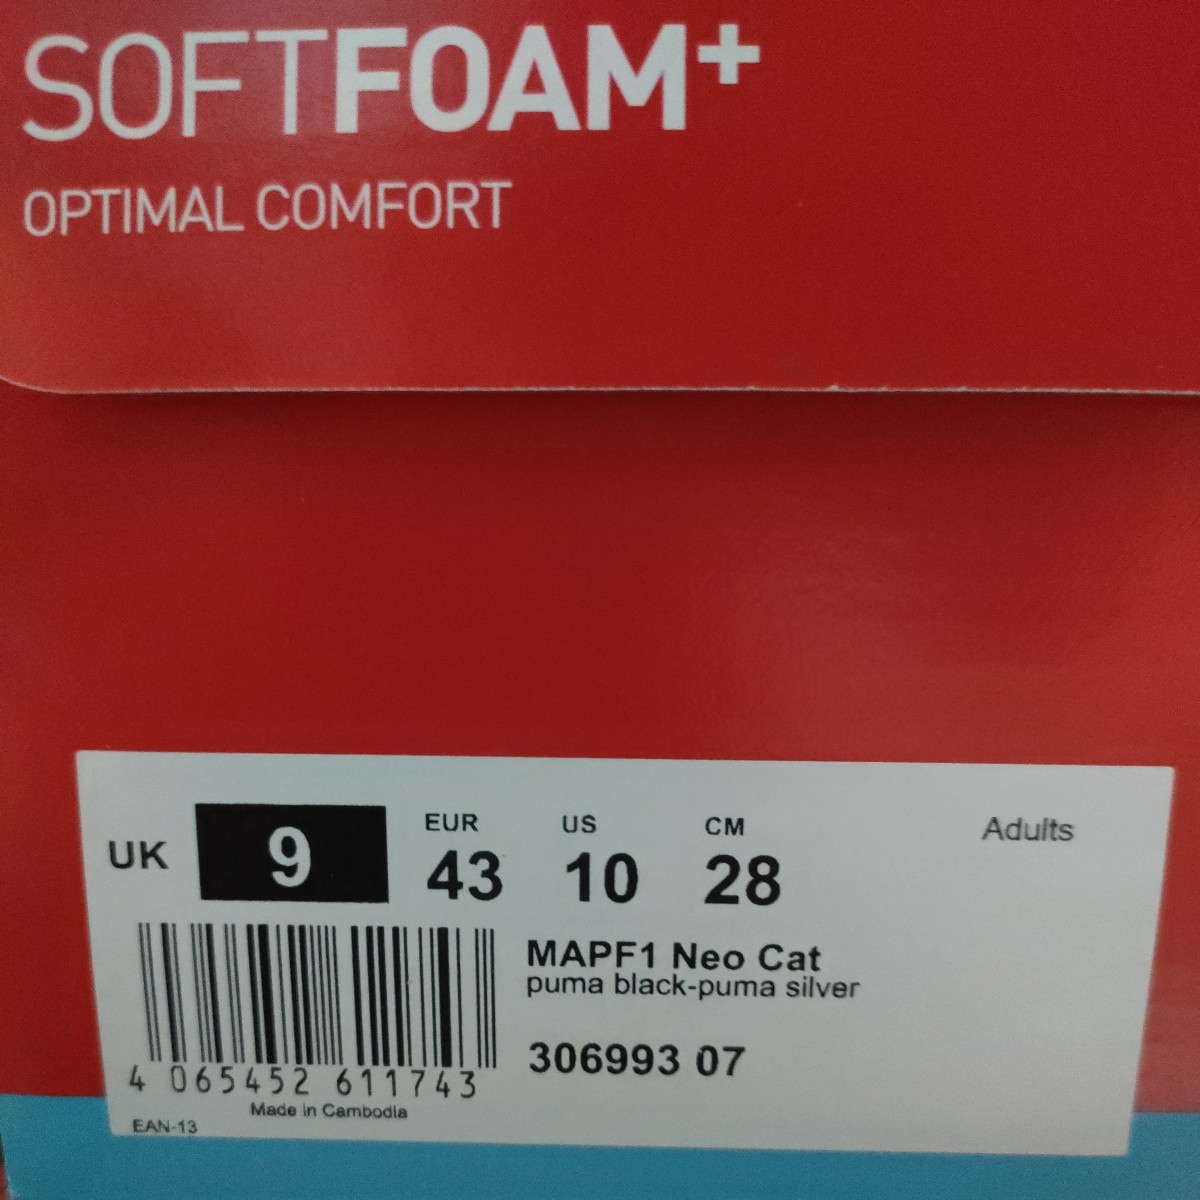 SOFTFOAM+
OPTIMAL COMFORT
UK 9 EUR 43 US 10 CM 28 Adults
MAPF1 Neo Cat
puma black-puma silver
306993 07
4 065452 611743
Made in Cambodia
EAN-13